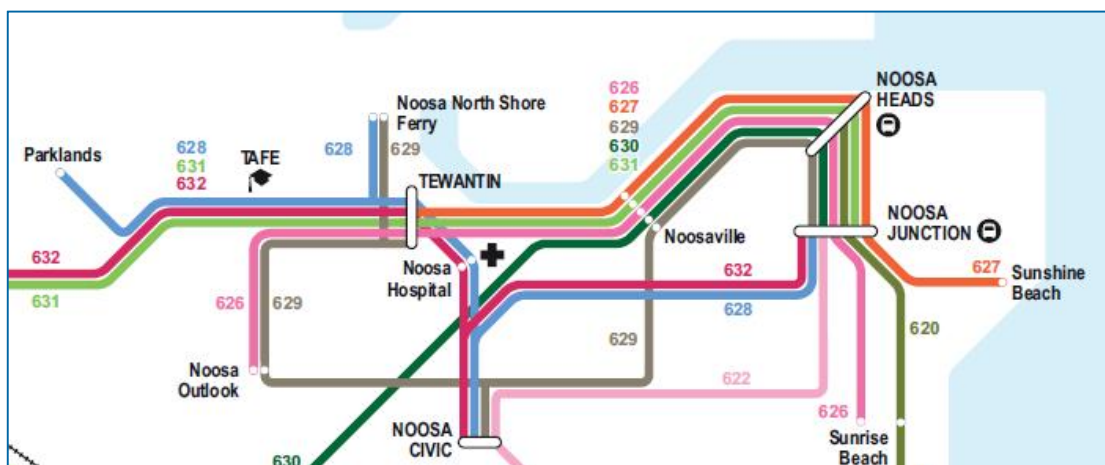 NOOSA
HEADS
626
627
629
630
631
Noosa North Shore
Ferry
628
629
Parklands
628
631
632
TAFE
TEWANTIN
NOOSA
JUNCTION
Noosaville
632
631
Noosa
Hospital
632
628
627
Sunshine
Beach
626
629
620
629
Noosa
Outlook
622
626
NOOSA
CIVIC
Sunrise
Beach
630